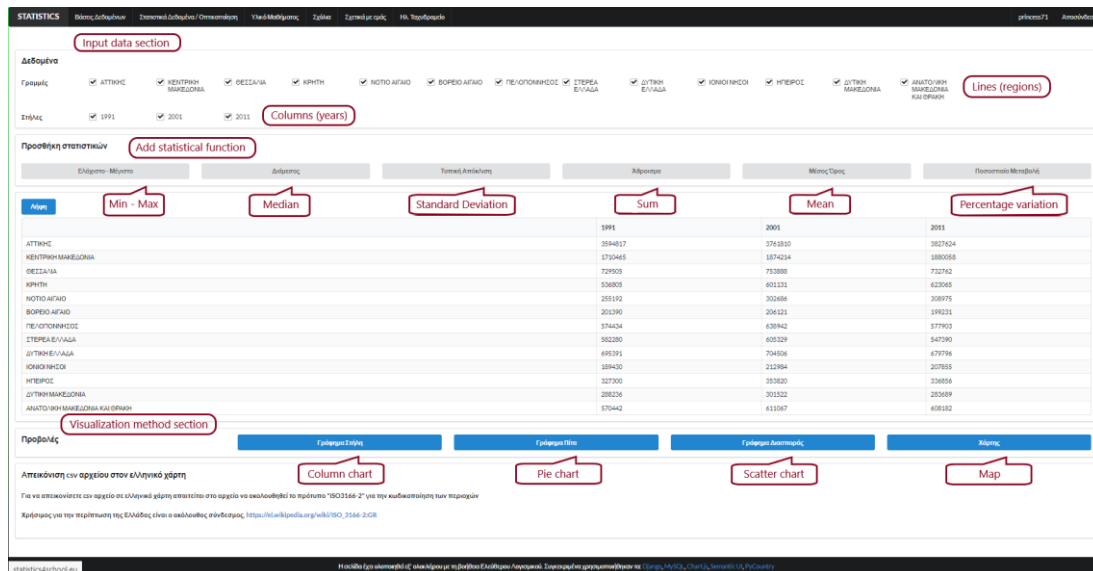 STATISTICS Βάσεις Δεδομένων Στατιστικά Δεδομένα / Οπτικοποίηση Υλικό Μαθήματος Σχόλια Σχετικά με εμάς Ηλ. Ταχυδρομείο princess71 Αποσύνδεση
Input data section
Δεδομένα
Γραμμές ΑΤΤΙΚΗΣ ΚΕΝΤΡΙΚΗ ΜΑΚΕΔΟΝΙΑ ΘΕΣΣΑΛΙΑ ΚΡΗΤΗ ΝΟΤΙΟ ΑΙΓΑΙΟ ΒΟΡΕΙΟ ΑΙΓΑΙΟ ΠΕΛΟΠΟΝΝΗΣΟΣ ΣΤΕΡΕΑ ΕΛΛΑΔΑ ΔΥΤΙΚΗ ΕΛΛΑΔΑ ΙΟΝΙΟΙ ΝΗΣΟΙ ΗΠΕΙΡΟΣ ΔΥΤΙΚΗ ΜΑΚΕΔΟΝΙΑ ΑΝΑΤΟΛΙΚΗ ΜΑΚΕΔΟΝΙΑ ΚΑΙ ΘΡΑΚΗ
Lines (regions)
Στήλες 1991 2001 2011 Columns (years)
Προσθήκη στατιστικών Add statistical function
Ελάχιστο - Μέγιστο Διάμεσος Τυπική Απόκλιση Άθροισμα Μέσος Όρος Ποσοστιαία Μεταβολή
Min - Max Median Standard Deviation Sum Mean Percentage variation
Λήψη
1991 2001 2011
ΑΤΤΙΚΗΣ 3594817 3761810 3827624
ΚΕΝΤΡΙΚΗ ΜΑΚΕΔΟΝΙΑ 1710465 1874214 1880058
ΘΕΣΣΑΛΙΑ 729505 753888 732762
ΚΡΗΤΗ 536805 601131 623065
ΝΟΤΙΟ ΑΙΓΑΙΟ 255192 302686 308975
ΒΟΡΕΙΟ ΑΙΓΑΙΟ 201390 206121 199231
ΠΕΛΟΠΟΝΝΗΣΟΣ 574434 638942 577903
ΣΤΕΡΕΑ ΕΛΛΑΔΑ 582280 605329 547390
ΔΥΤΙΚΗ ΕΛΛΑΔΑ 695391 704506 679796
ΙΟΝΙΟΙ ΝΗΣΟΙ 189430 212984 207855
ΗΠΕΙΡΟΣ 327300 353820 336856
ΔΥΤΙΚΗ ΜΑΚΕΔΟΝΙΑ 288236 301522 283689
ΑΝΑΤΟΛΙΚΗ ΜΑΚΕΔΟΝΙΑ ΚΑΙ ΘΡΑΚΗ 570442 611067 608182
Visualization method section
Προβολές Γράφημα Στήλη Γράφημα Πίτα Γράφημα Διασποράς Χάρτης
Column chart Pie chart Scatter chart Map
Απεικόνιση csv αρχείου στον ελληνικό χάρτη
Για να απεικονίσετε csv αρχείο σε ελληνικό χάρτη απαιτείται στο αρχείο να ακολουθηθεί το πρότυπο "ISO3166-2" για την κωδικοποίηση των περιοχών
Χρήσιμος για την περίπτωση της Ελλάδας είναι ο ακόλουθος σύνδεσμος, https://el.wikipedia.org/wiki/ISO_3166-2:GR
Η σελίδα έχει υλοποιηθεί εξ' ολοκλήρου με τη βοήθεια Ελεύθερου Λογισμικού. Συγκεκριμένα χρησιμοποιήθηκαν τα: Django, MySQL, Chart.js, Semantic UI, PyCountry
statistics4school.eu